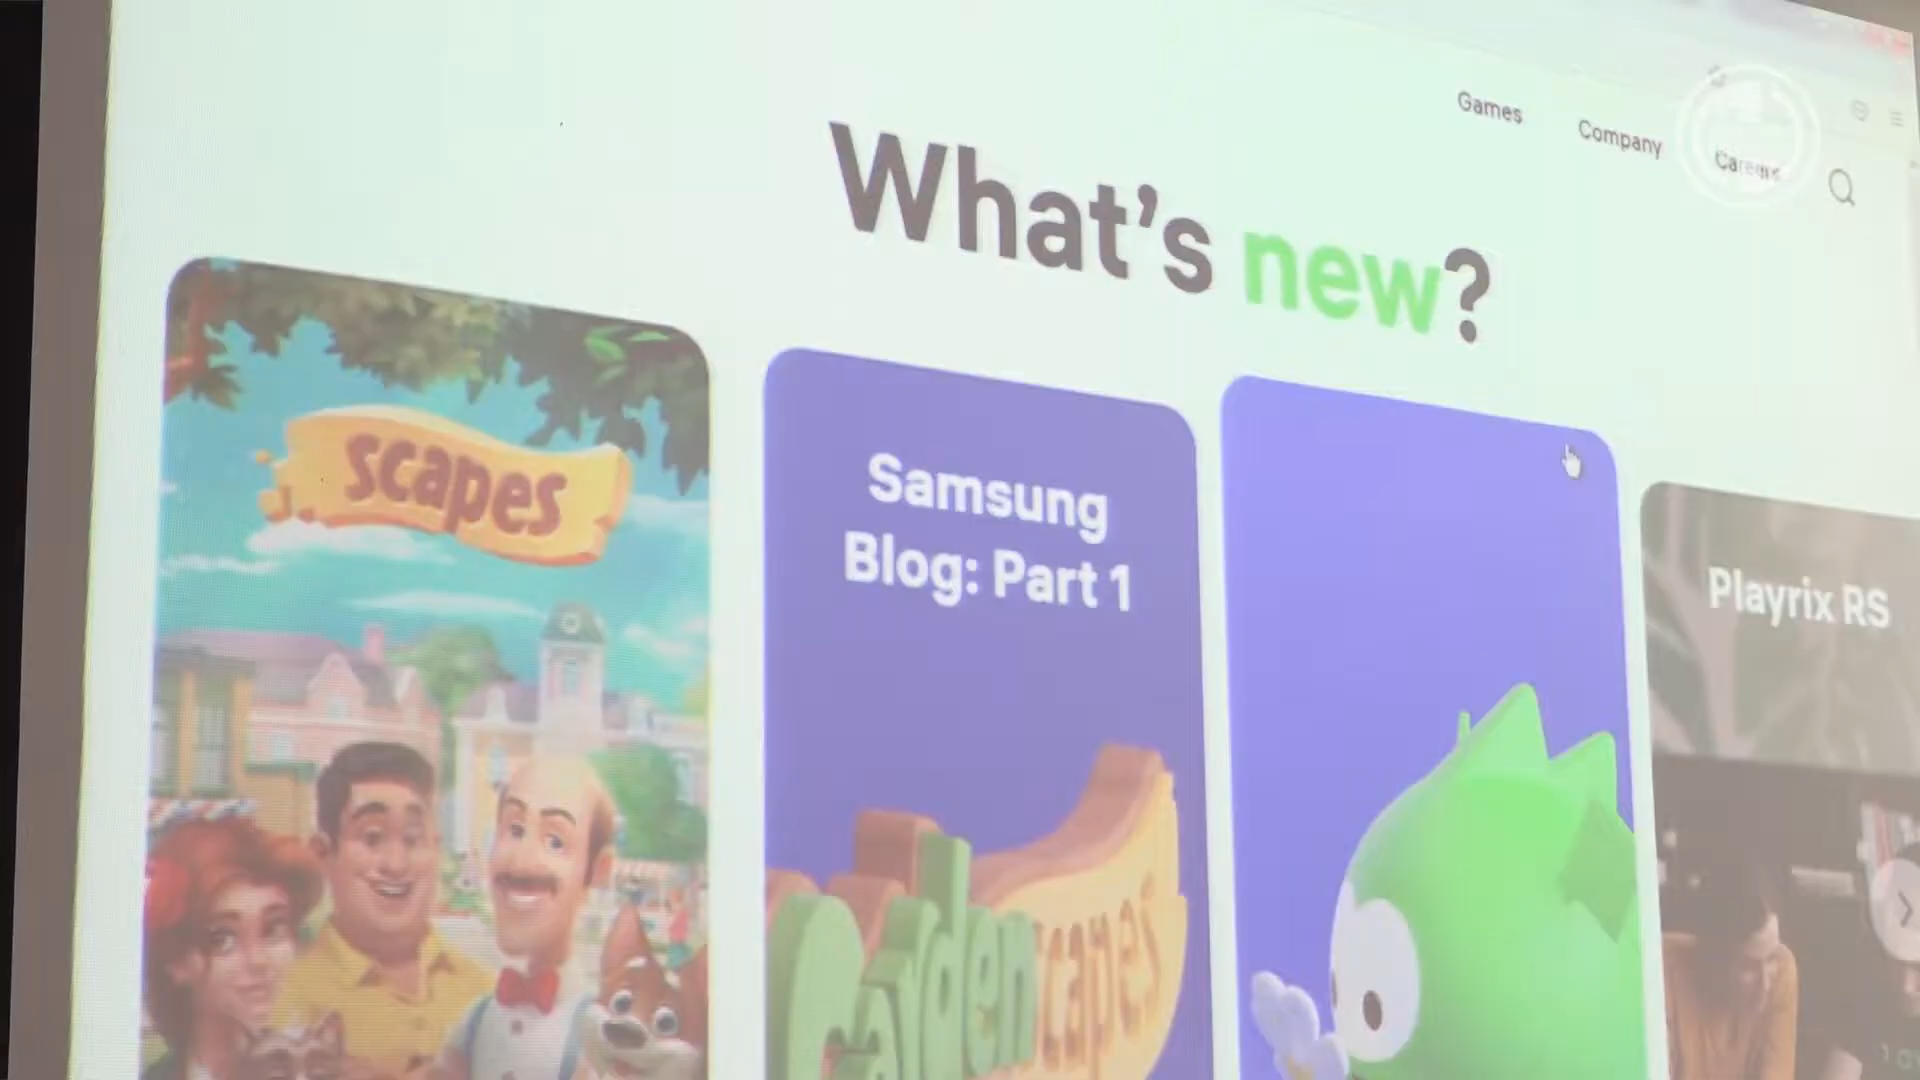 Games
Company
Careers
What's new?
scapes
Samsung
Blog: Part 1
Playrix RS
Gardenscapes